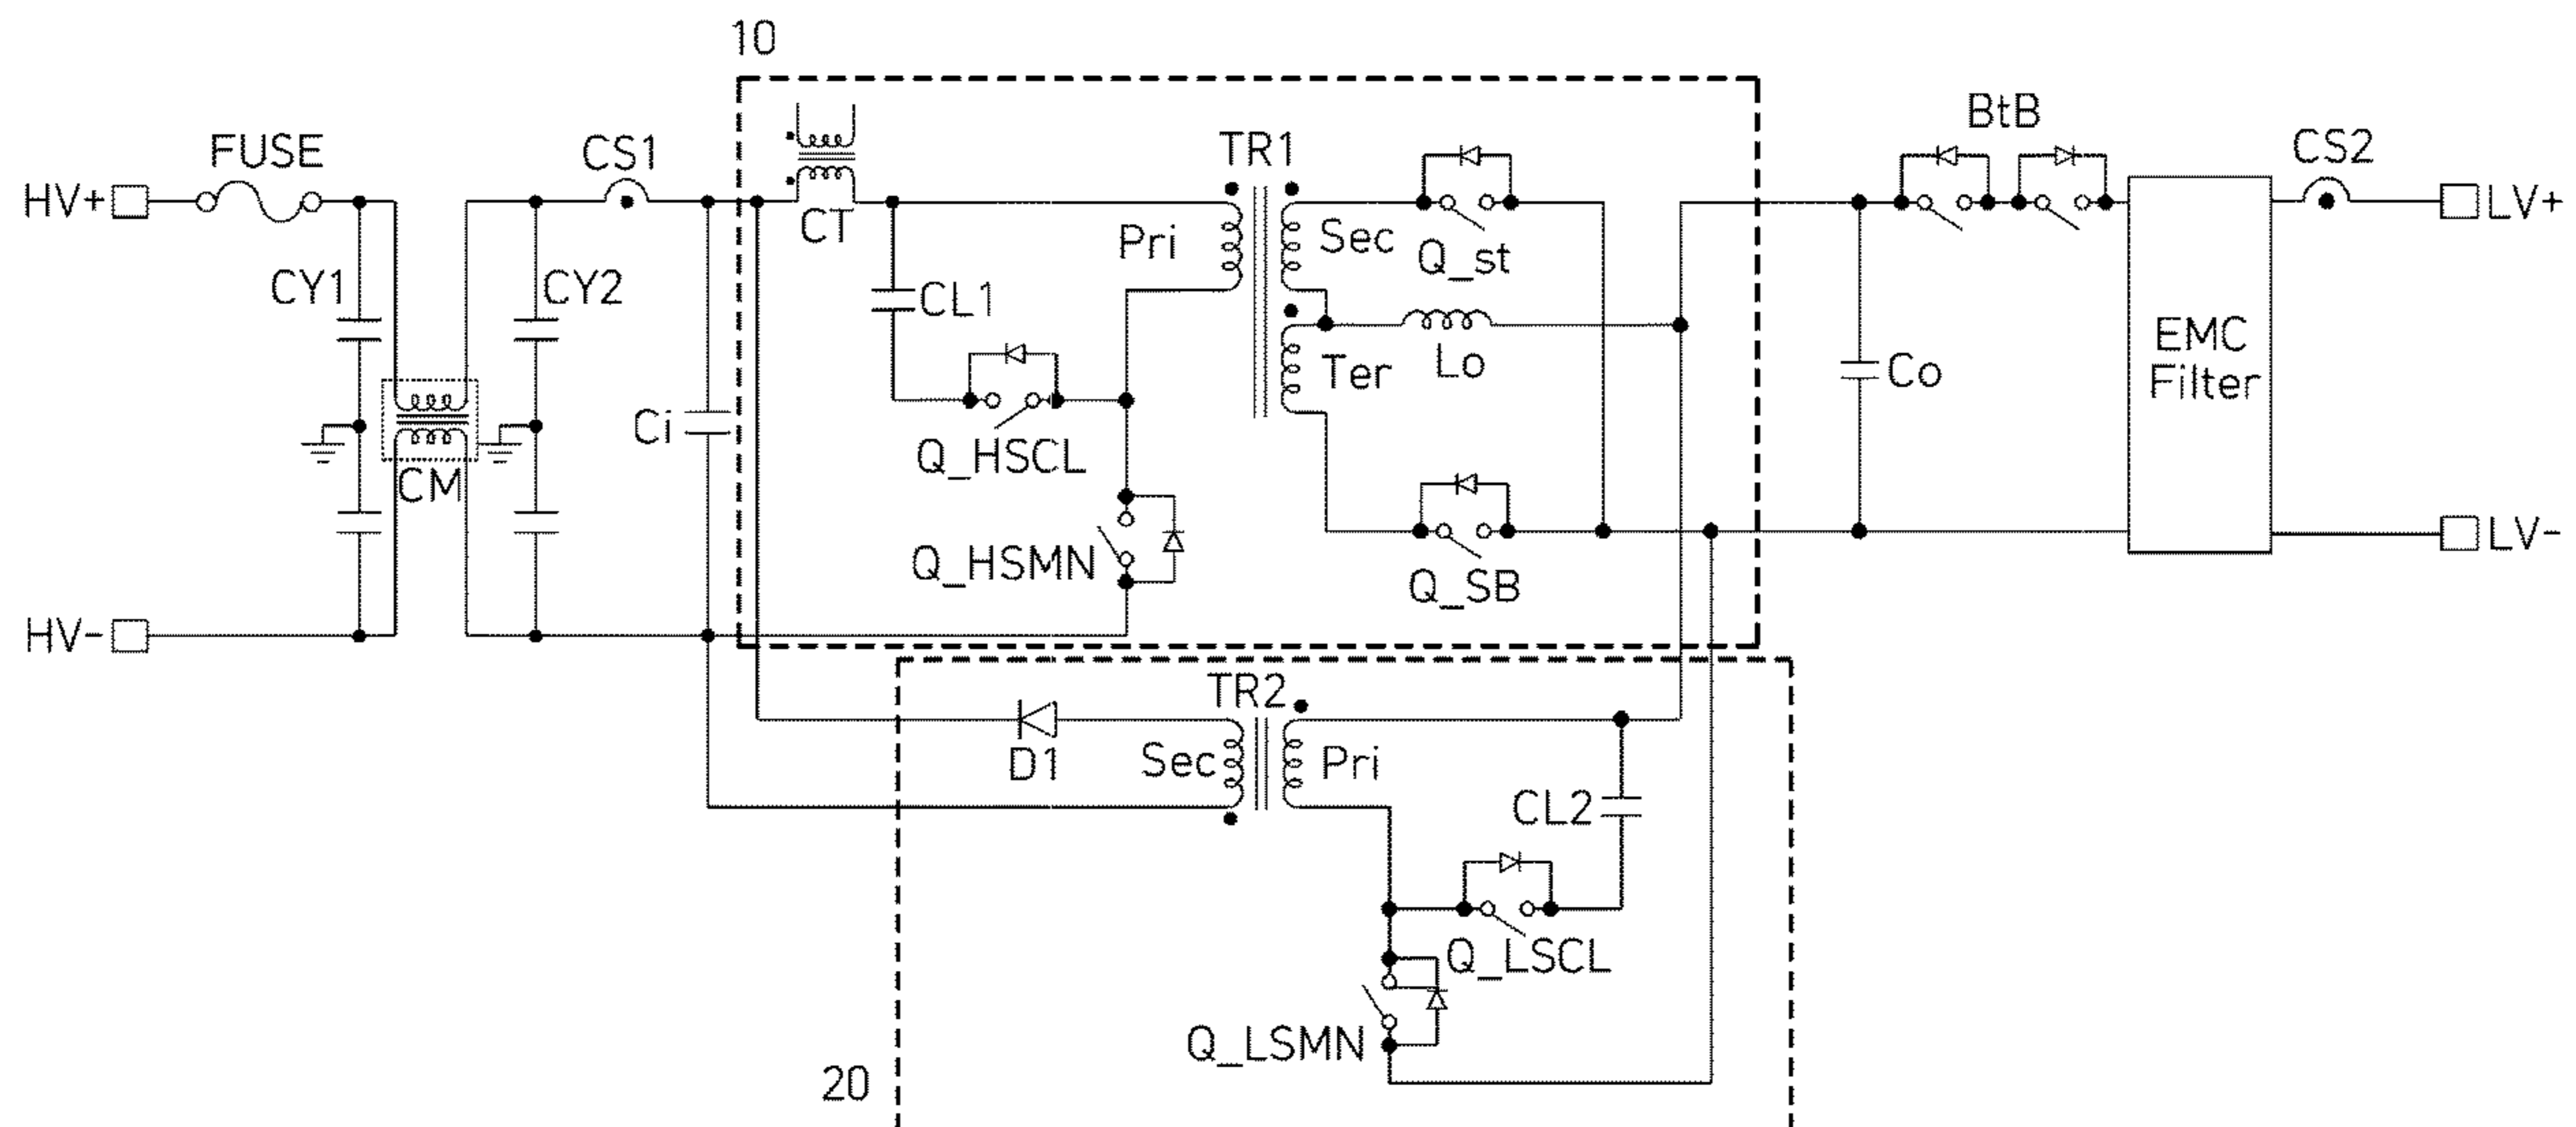 10
BtB
FUSE
CS1
TR1
CS2
HV+
CT
Pri
Sec
Q_st
LV+
CY1
CY2
CL1
EMC
Filter
Ter
Lo
Co
Ci
Q_HSCL
CM
Q_HSMN
Q_SB
LV-
HV-
TR2
D1
Sec
Pri
CL2
Q_LSCL
Q_LSMN
20